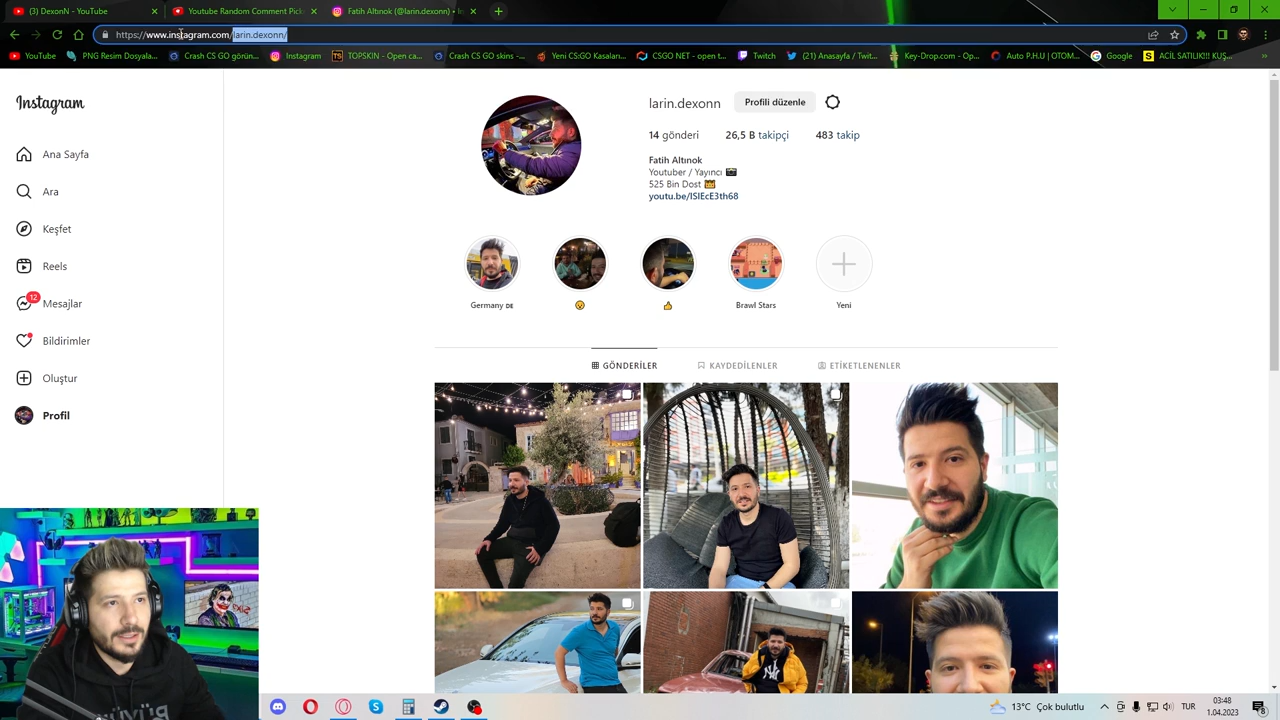 (3) DexonN - YouTube
Youtube Random Comment Picke
Fatih Altınok (@larin.dexonn) • In
https://www.instagram.com/larin.dexonn/
YouTube
PNG Resim Dosyala...
Crash CS GO görün...
Instagram
TOPSKIN - Open ca...
Crash CS GO skins -...
Yeni CS:GO Kasaları...
CSGO NET - open t...
Twitch
(21) Anasayfa / Twit...
Key-Drop.com - Op...
Auto P.H.U | OTOM...
Google
ACİL SATILIK!!! KUŞ...
Instagram
larin.dexonn
Profili düzenle
14 gönderi
26,5 B takipçi
483 takip
Fatih Altınok
Youtuber / Yayıncı
525 Bin Dost
Ana Sayfa
Ara
Keşfet
Reels
12
Mesajlar
Bildirimler
Oluştur
Profil
Germany DE
Brawl Stars
Yeni
GÖNDERİLER
KAYDEDİLENLER
ETİKETLENENLER
NY
13°C Çok bulutlu
TUR
03:48
1.04.2023